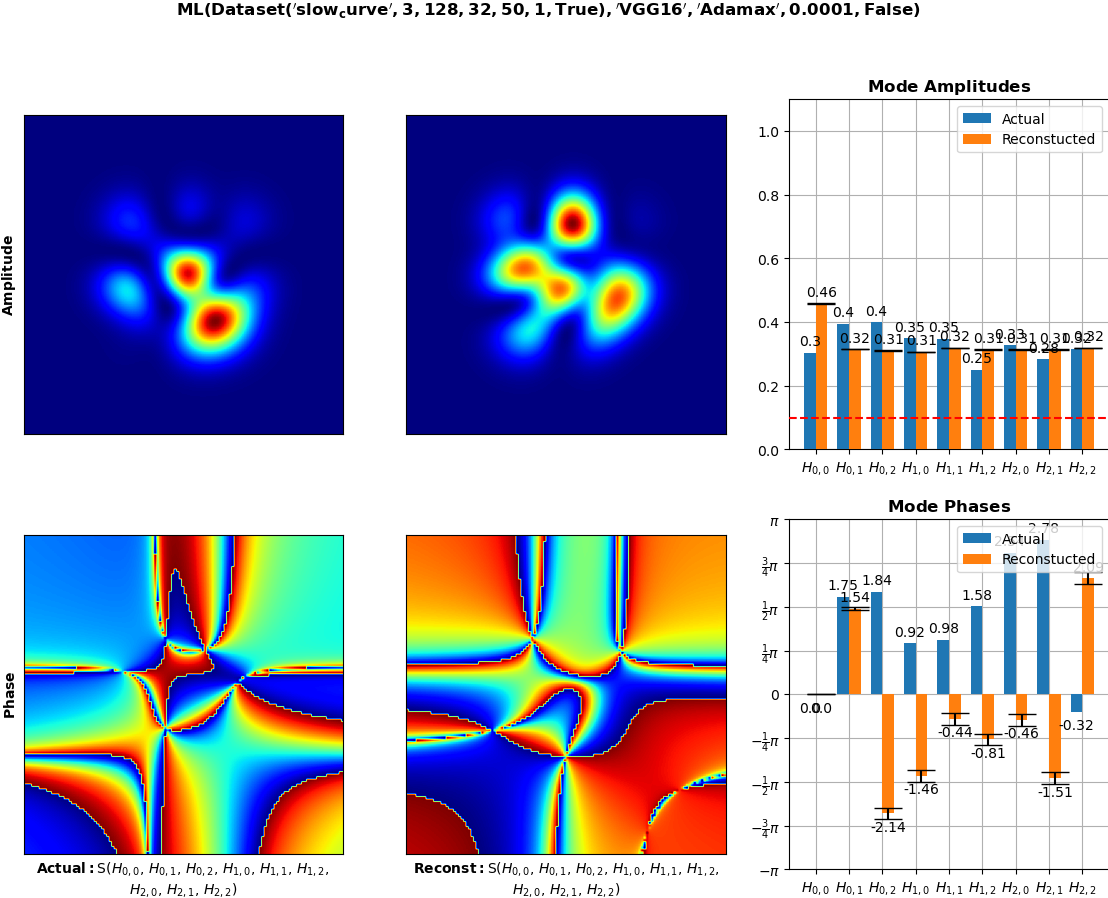 ML(Dataset('slow_curve', 3, 128, 32, 50, 1, True), 'VGG16', 'Adamax', 0.0001, False)
Amplitude
Mode Amplitudes
Actual
Reconstucted
1.0
0.8
0.6
0.4
0.2
0.0
0.3
0.46
0.4
0.32
0.4
0.31
0.35
0.31
0.35
0.32
0.25
0.31
0.33
0.31
0.28
0.31
0.32
0.32
H0,0 H0,1 H0,2 H1,0 H1,1 H1,2 H2,0 H2,1 H2,2
Phase
Actual: S(H0,0, H0,1, H0,2, H1,0, H1,1, H1,2,
H2,0, H2,1, H2,2)
Reconst: S(H0,0, H0,1, H0,2, H1,0, H1,1, H1,2,
H2,0, H2,1, H2,2)
Mode Phases
Actual
Reconstucted
π
3/4π
1/2π
1/4π
0
−1/4π
−1/2π
−3/4π
−π
0.0
0.0
1.75
1.54
1.84
-2.14
0.92
-1.46
0.98
-0.44
1.58
-0.81
-0.46
2.78
-1.51
-0.32
H0,0 H0,1 H0,2 H1,0 H1,1 H1,2 H2,0 H2,1 H2,2